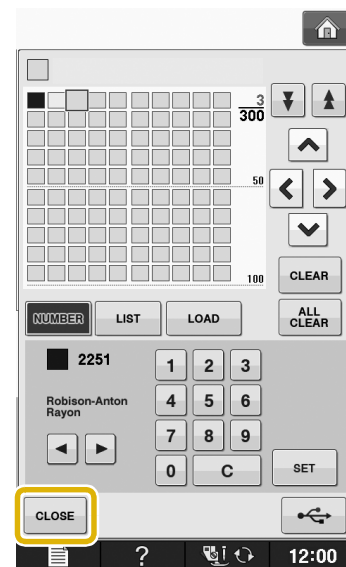 3
300
50
100
CLEAR
NUMBER LIST LOAD ALL CLEAR
2251
Robison-Anton
Rayon
1 2 3
4 5 6
7 8 9
0 C SET
CLOSE
? 12:00